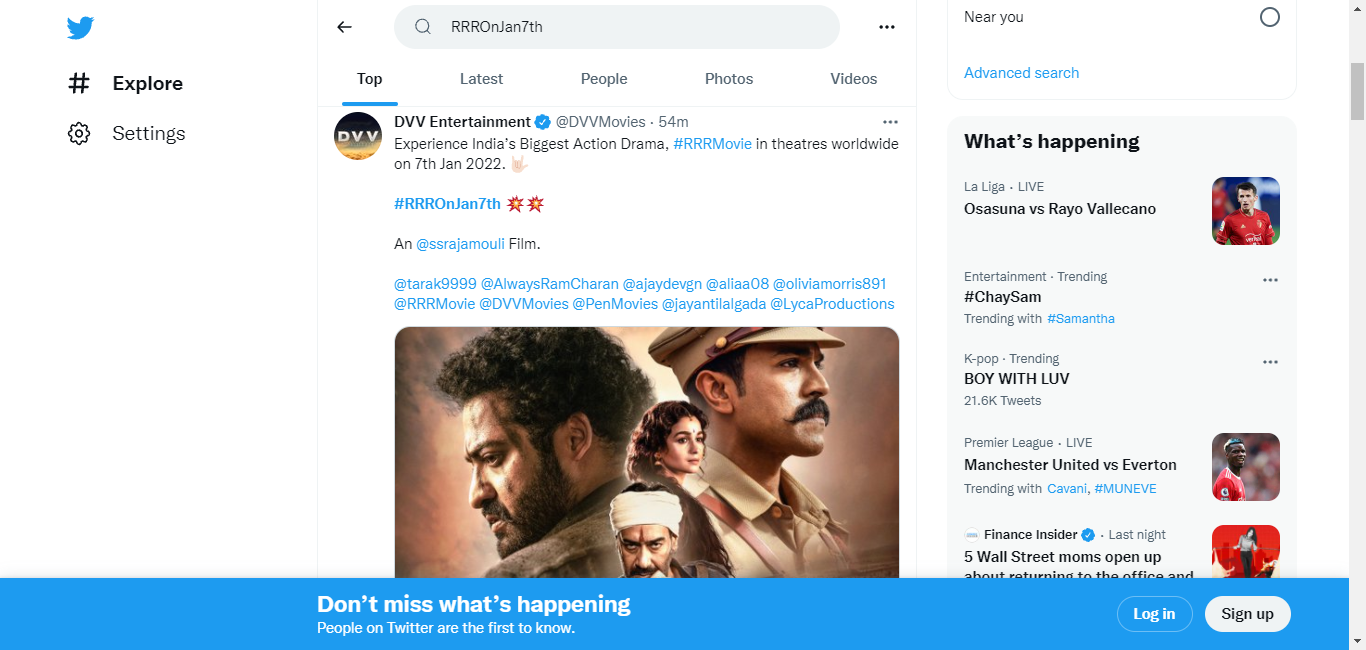 RRROnJan7th
Explore
Settings
Top
Latest
People
Photos
Videos
DVV
DVV Entertainment @DVVMovies · 54m
Experience India's Biggest Action Drama, #RRRMovie in theatres worldwide
on 7th Jan 2022. 🤟🏻
#RRROnJan7th 💥💥
An @ssrajamouli Film.
@tarak9999 @AlwaysRamCharan @ajaydevgn @aliaa08 @oliviamorris891
@RRRMovie @DVVMovies @PenMovies @jayantilalgada @LycaProductions
Near you
Advanced search
What's happening
La Liga · LIVE
Osasuna vs Rayo Vallecano
Entertainment · Trending
#ChaySam
Trending with #Samantha
K-pop · Trending
BOY WITH LUV
21.6K Tweets
Premier League · LIVE
Manchester United vs Everton
Trending with Cavani, #MUNEVE
Finance Insider · Last night
5 Wall Street moms open up
about returning to the office and
Don't miss what's happening
People on Twitter are the first to know.
Log in
Sign up